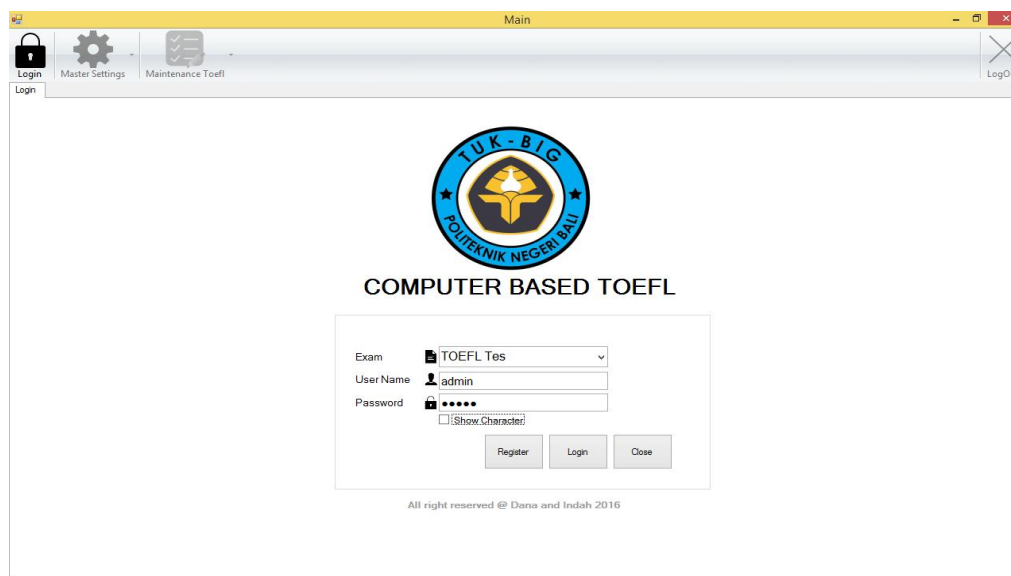 Main
Login Master Settings Maintenance Toefl LogO
Login
TUK - BIG
POLITEKNIK NEGERI BALI
COMPUTER BASED TOEFL
Exam TOEFL Tes
User Name admin
Password •••••
Show Character
Register Login Close
All right reserved @ Dana and Indah 2016